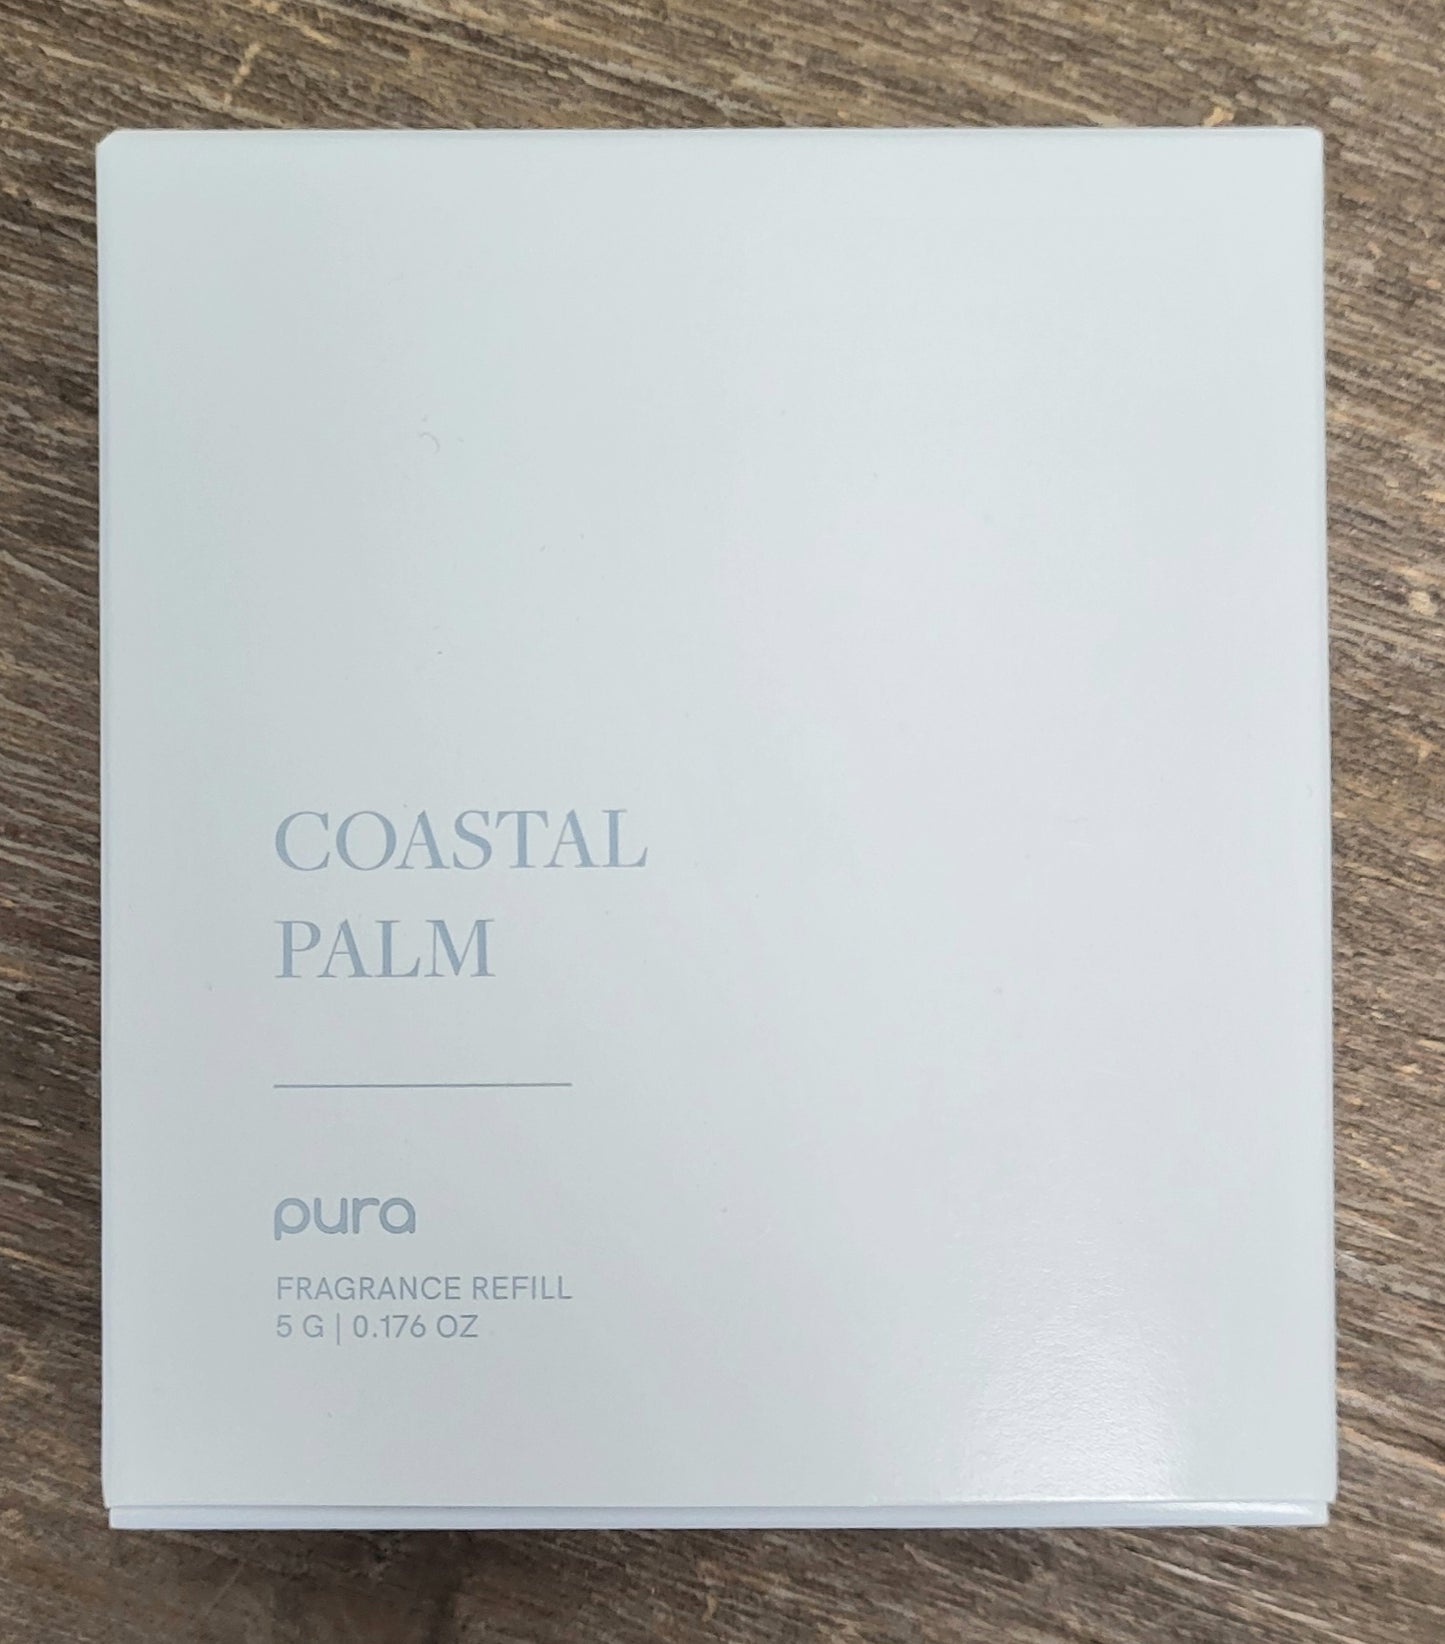 COASTAL
PALM
pura
FRAGRANCE REFILL
5 G | 0.176 OZ